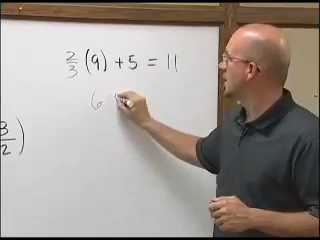 2/3 (9) + 5 = 11
6
3/2 )